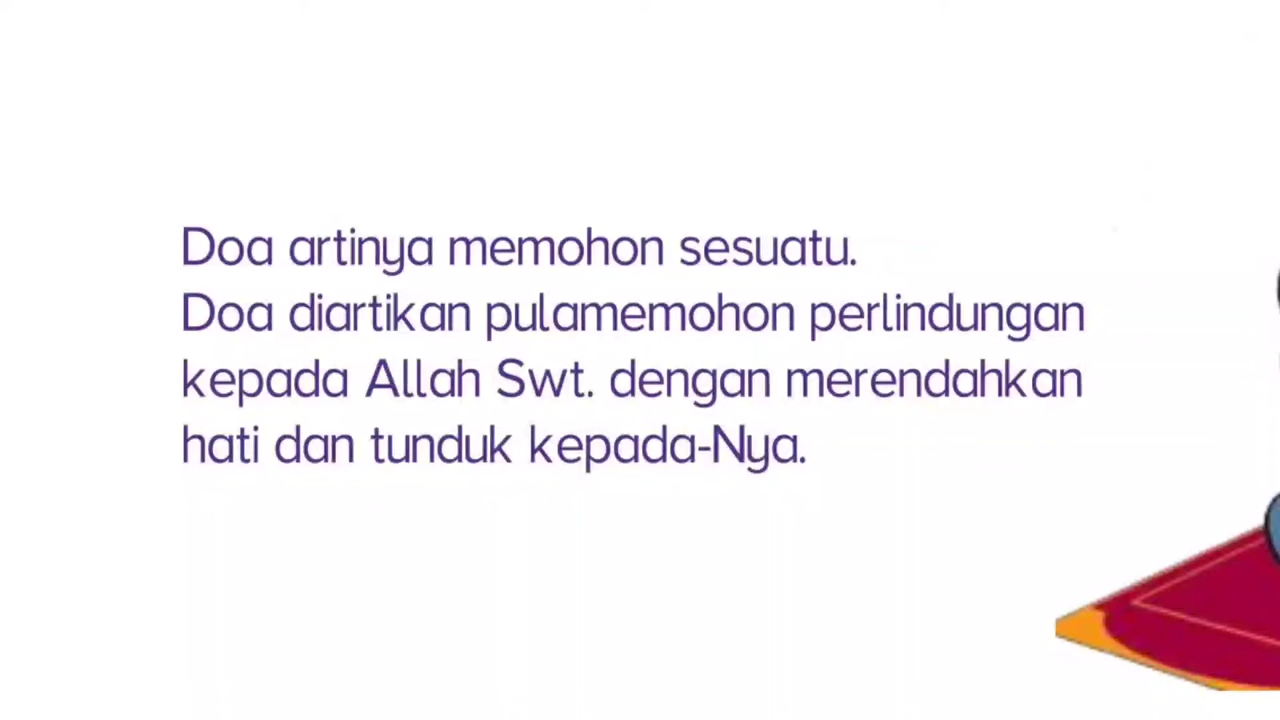 Doa artinya memohon sesuatu.
Doa diartikan pulamemohon perlindungan
kepada Allah Swt. dengan merendahkan
hati dan tunduk kepada-Nya.